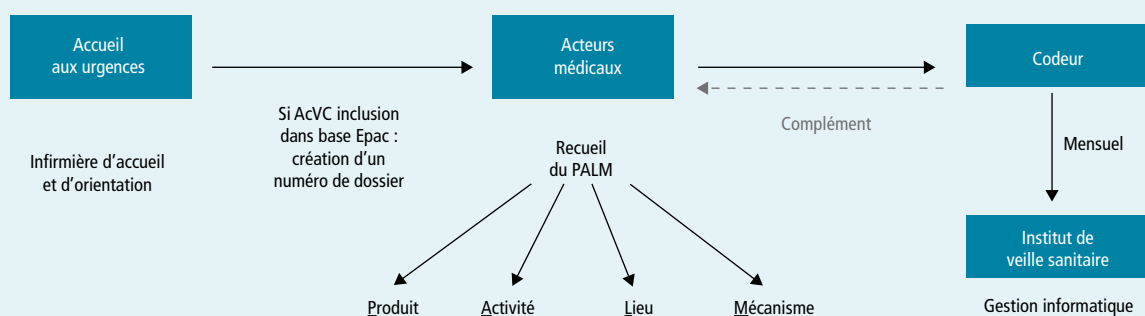 Accueil
aux urgences
Acteurs
médicaux
Codeur
Si AcVC inclusion
dans base Epac :
création d'un
numéro de dossier
Complément
Infirmière d'accueil
et d'orientation
Recueil
du PALM
Mensuel
Institut de
veille sanitaire
Produit
Activité
Lieu
Mécanisme
Gestion informatique